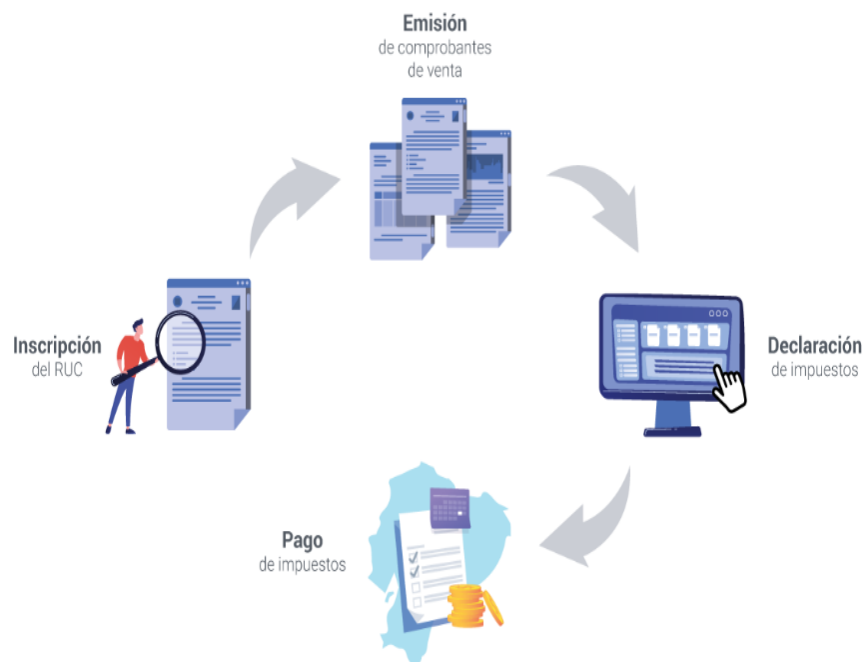 Emisión
de comprobantes
de venta
Inscripción
del RUC
Declaración
de impuestos
Pago
de impuestos